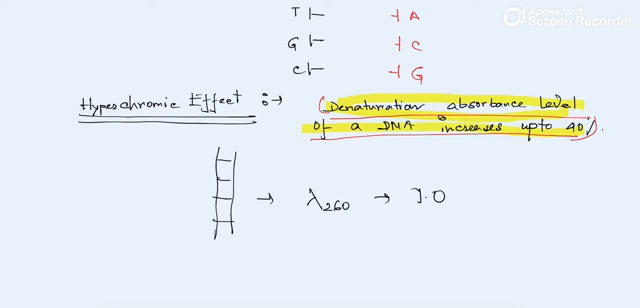 Apowersoft
Screen Recorder
T A
G C
C G
Hyperchromic Effect :→ (Denaturation absorbance level
of a DNA increases upto 40%).
→ λ260 → 1.0